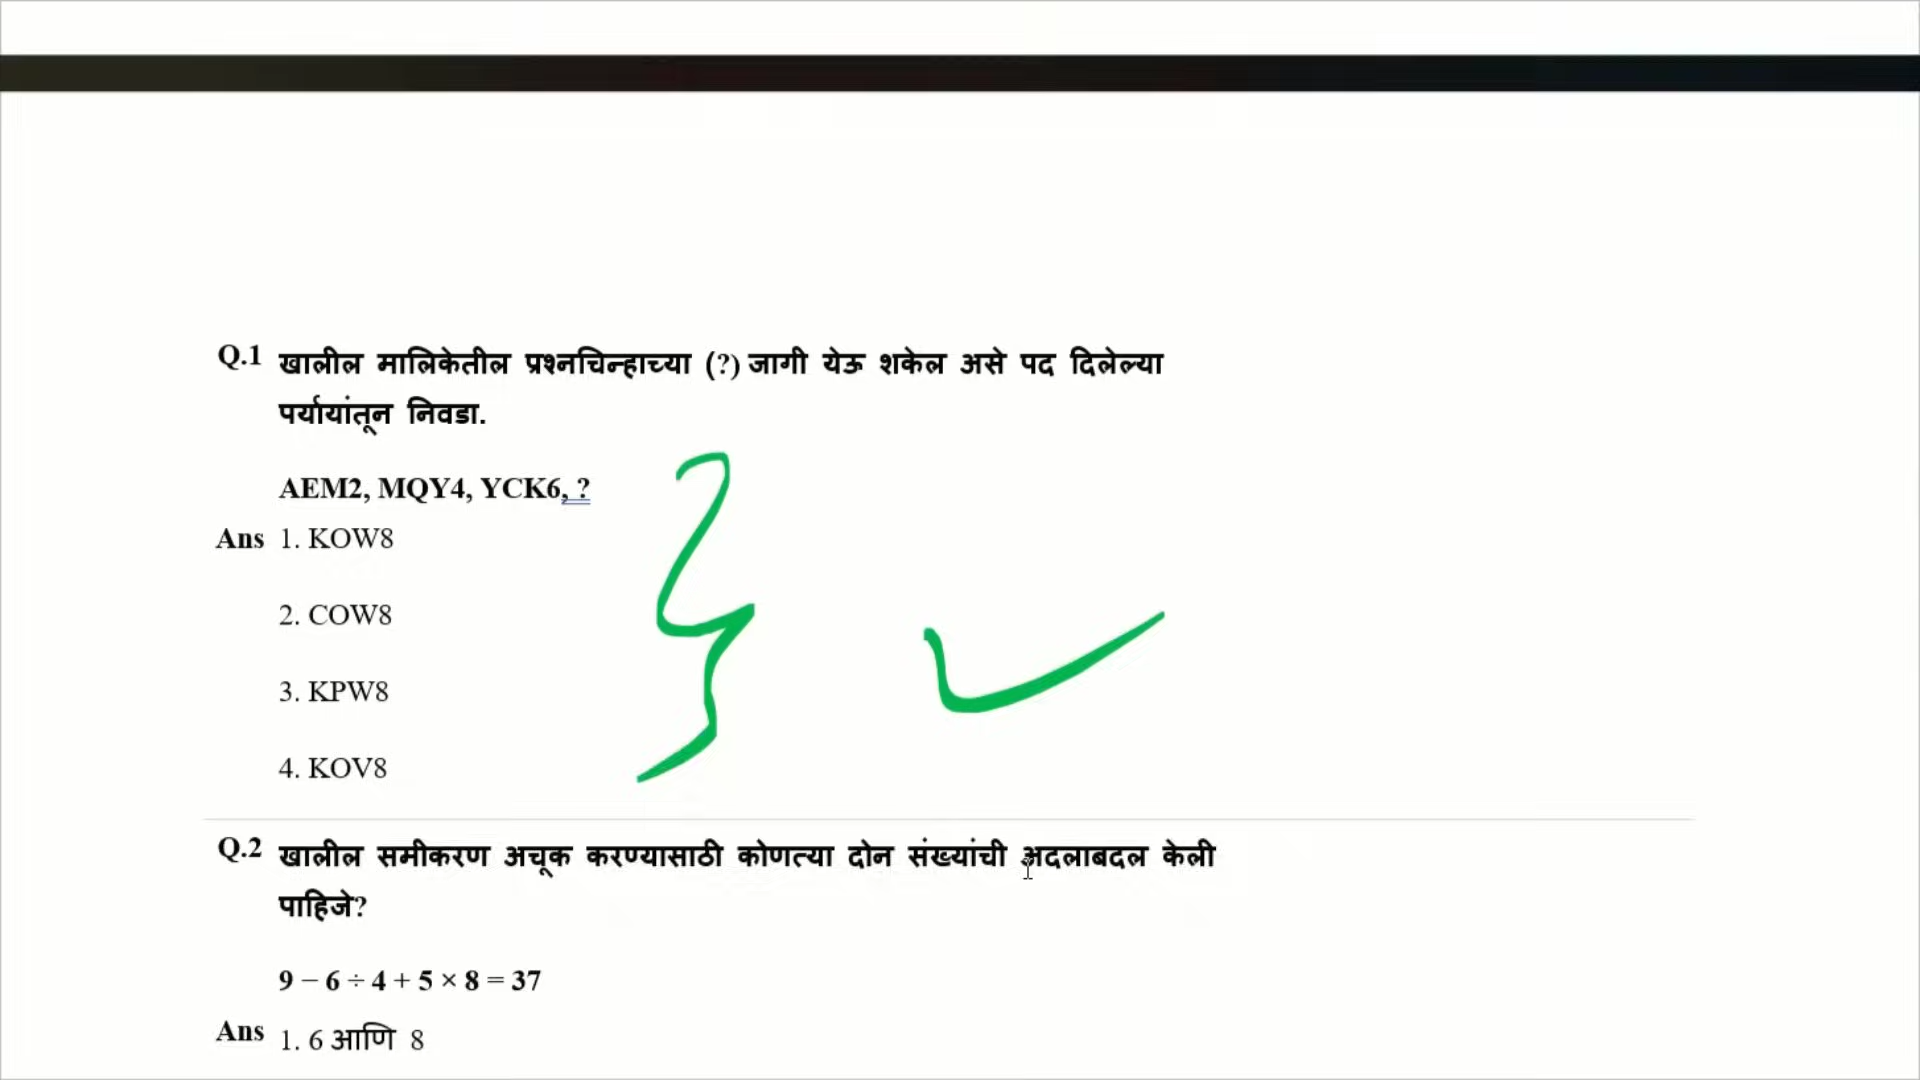 Q.1 खालील मालिकेतील प्रश्नचिन्हाच्या (?) जागी येऊ शकेल असे पद दिलेल्या
पर्यायांतून निवडा.
AEM2, MQY4, YCK6, ?
Ans 1. KOW8
2. COW8
3. KPW8
4. KOV8
Q.2 खालील समीकरण अचूक करण्यासाठी कोणत्या दोन संख्यांची अदलाबदल केली
पाहिजे?
9 − 6 ÷ 4 + 5 × 8 = 37
Ans 1. 6 आणि 8